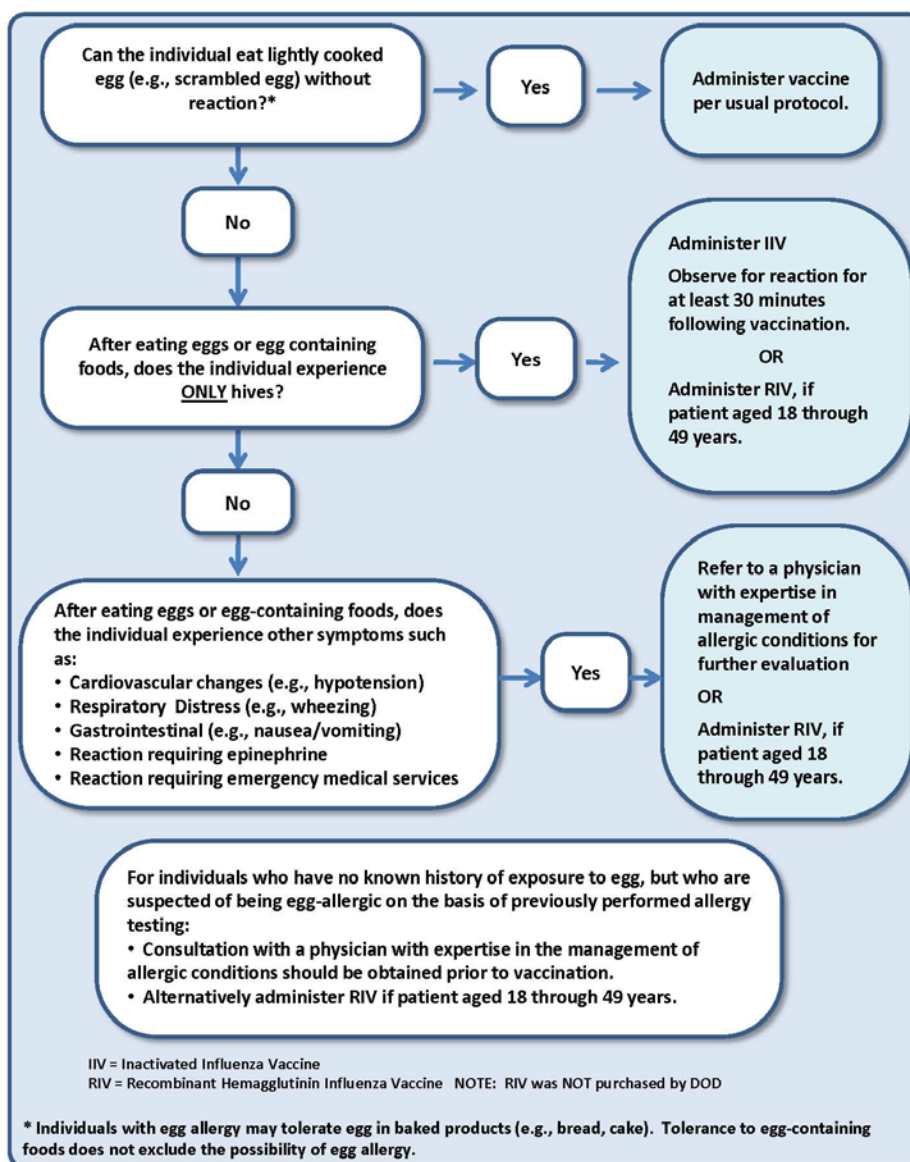 Can the individual eat lightly cooked
egg (e.g., scrambled egg) without
reaction?*
Yes
Administer vaccine
per usual protocol.
No
After eating eggs or egg containing
foods, does the individual experience
ONLY hives?
Yes
Administer IIV
Observe for reaction for
at least 30 minutes
following vaccination.
OR
Administer RIV, if
patient aged 18 through
49 years.
No
After eating eggs or egg-containing foods, does
the individual experience other symptoms such
as:
• Cardiovascular changes (e.g., hypotension)
• Respiratory Distress (e.g., wheezing)
• Gastrointestinal (e.g., nausea/vomiting)
• Reaction requiring epinephrine
• Reaction requiring emergency medical services
Yes
Refer to a physician
with expertise in
management of
allergic conditions for
further evaluation
OR
Administer RIV, if
patient aged 18
through 49 years.
For individuals who have no known history of exposure to egg, but who are
suspected of being egg-allergic on the basis of previously performed allergy
testing:
• Consultation with a physician with expertise in the management of
allergic conditions should be obtained prior to vaccination.
• Alternatively administer RIV if patient aged 18 through 49 years.
IIV = Inactivated Influenza Vaccine
RIV = Recombinant Hemagglutinin Influenza Vaccine NOTE: RIV was NOT purchased by DOD
* Individuals with egg allergy may tolerate egg in baked products (e.g., bread, cake). Tolerance to egg-containing
foods does not exclude the possibility of egg allergy.